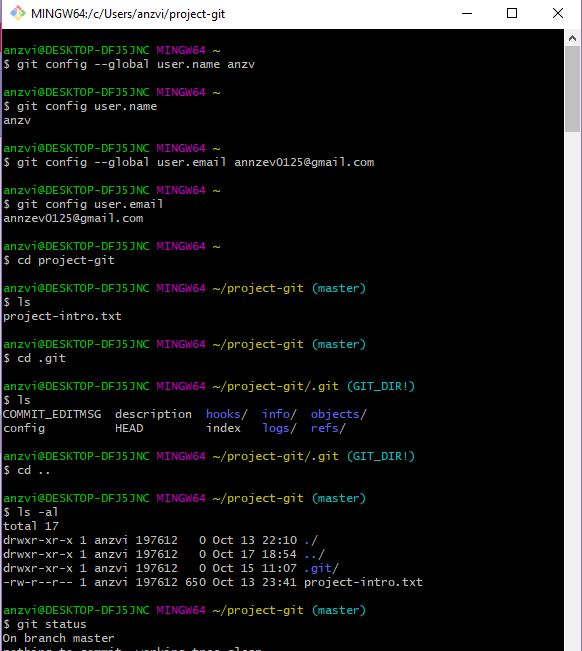 MINGW64:/c/Users/anzvi/project-git
anzvi@DESKTOP-DFJ5JNC MINGW64 ~
$ git config --global user.name anzv
anzvi@DESKTOP-DFJ5JNC MINGW64 ~
$ git config user.name
anzv
anzvi@DESKTOP-DFJ5JNC MINGW64 ~
$ git config --global user.email annzev0125@gmail.com
anzvi@DESKTOP-DFJ5JNC MINGW64 ~
$ git config user.email
annzev0125@gmail.com
anzvi@DESKTOP-DFJ5JNC MINGW64 ~
$ cd project-git
anzvi@DESKTOP-DFJ5JNC MINGW64 ~/project-git (master)
$ ls
project-intro.txt
anzvi@DESKTOP-DFJ5JNC MINGW64 ~/project-git (master)
$ cd .git
anzvi@DESKTOP-DFJ5JNC MINGW64 ~/project-git/.git (GIT_DIR!)
$ ls
COMMIT_EDITMSG  description  hooks/  info/  objects/
config          HEAD         index   logs/  refs/
anzvi@DESKTOP-DFJ5JNC MINGW64 ~/project-git/.git (GIT_DIR!)
$ cd ..
anzvi@DESKTOP-DFJ5JNC MINGW64 ~/project-git (master)
$ ls -al
total 17
drwxr-xr-x 1 anzvi 197612   0 Oct 13 22:10 ./
drwxr-xr-x 1 anzvi 197612   0 Oct 17 18:54 ../
drwxr-xr-x 1 anzvi 197612   0 Oct 15 11:07 .git/
-rw-r--r-- 1 anzvi 197612 650 Oct 13 23:41 project-intro.txt
anzvi@DESKTOP-DFJ5JNC MINGW64 ~/project-git (master)
$ git status
On branch master
nothing to commit, working tree clean